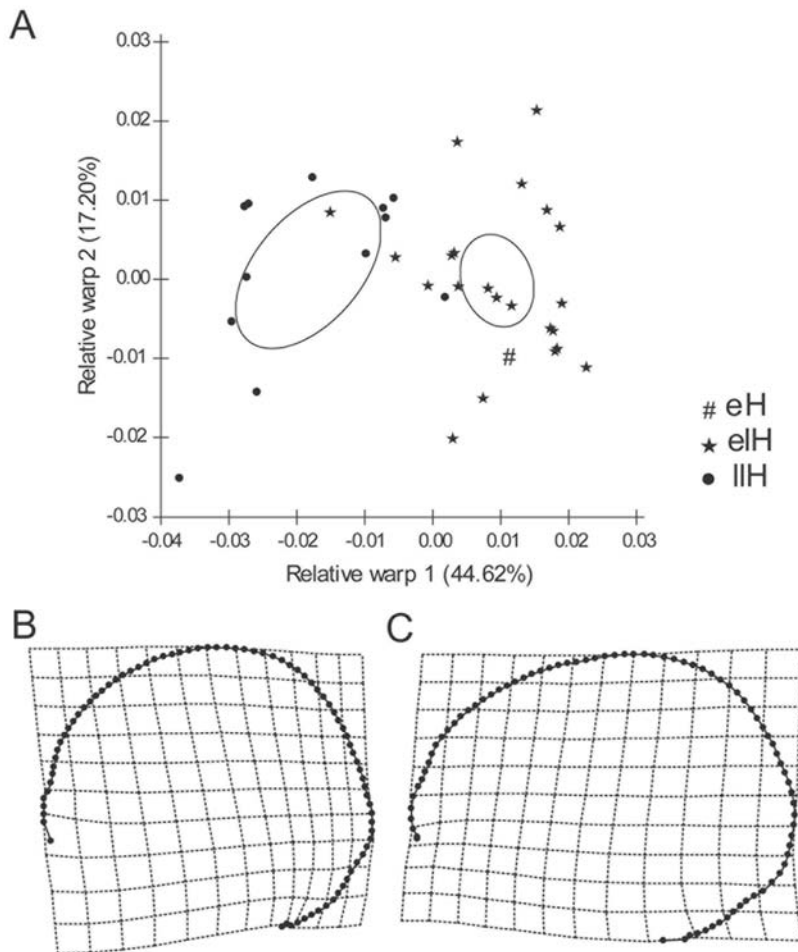 A
0.03
0.02
0.01
0.00
-0.01
-0.02
-0.03
Relative warp 2 (17.20%)
-0.04 -0.03 -0.02 -0.01 0.00 0.01 0.02 0.03
Relative warp 1 (44.62%)
#
# eH
★ elH
● llH
B C